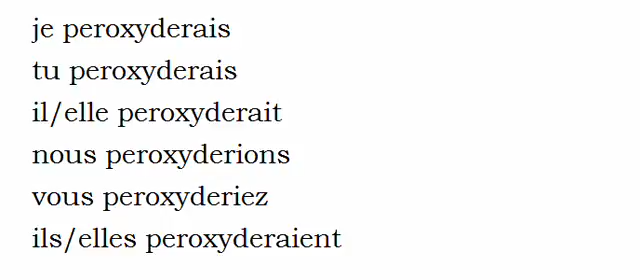 je peroxyderais
tu peroxyderais
il/elle peroxyderait
nous peroxyderions
vous peroxyderiez
ils/elles peroxyderaient